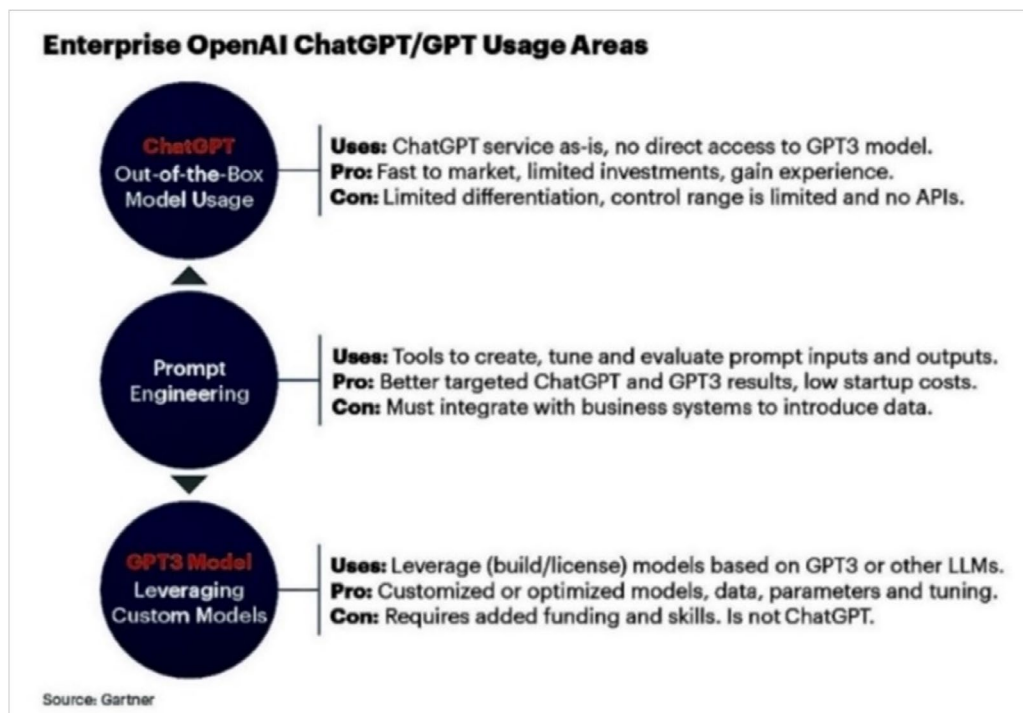 Enterprise OpenAI ChatGPT/GPT Usage Areas
ChatGPT
Out-of-the-Box
Model Usage
Uses: ChatGPT service as-is, no direct access to GPT3 model.
Pro: Fast to market, limited investments, gain experience.
Con: Limited differentiation, control range is limited and no APIs.
Prompt
Engineering
Uses: Tools to create, tune and evaluate prompt inputs and outputs.
Pro: Better targeted ChatGPT and GPT3 results, low startup costs.
Con: Must integrate with business systems to introduce data.
GPT3 Model
Leveraging
Custom Models
Uses: Leverage (build/license) models based on GPT3 or other LLMs.
Pro: Customized or optimized models, data, parameters and tuning.
Con: Requires added funding and skills. Is not ChatGPT.
Source: Gartner